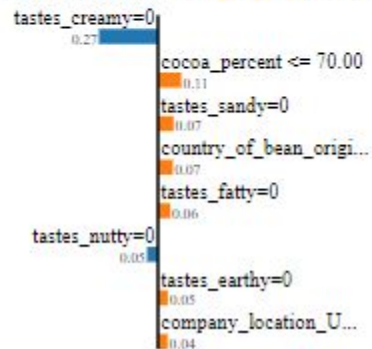 tastes_creamy=0
0.27
cocoa_percent <= 70.00
0.11
tastes_sandy=0
0.07
country_of_bean_origi...
0.07
tastes_fatty=0
0.06
tastes_nutty=0
0.05
tastes_earthy=0
0.05
company_location_U...
0.04